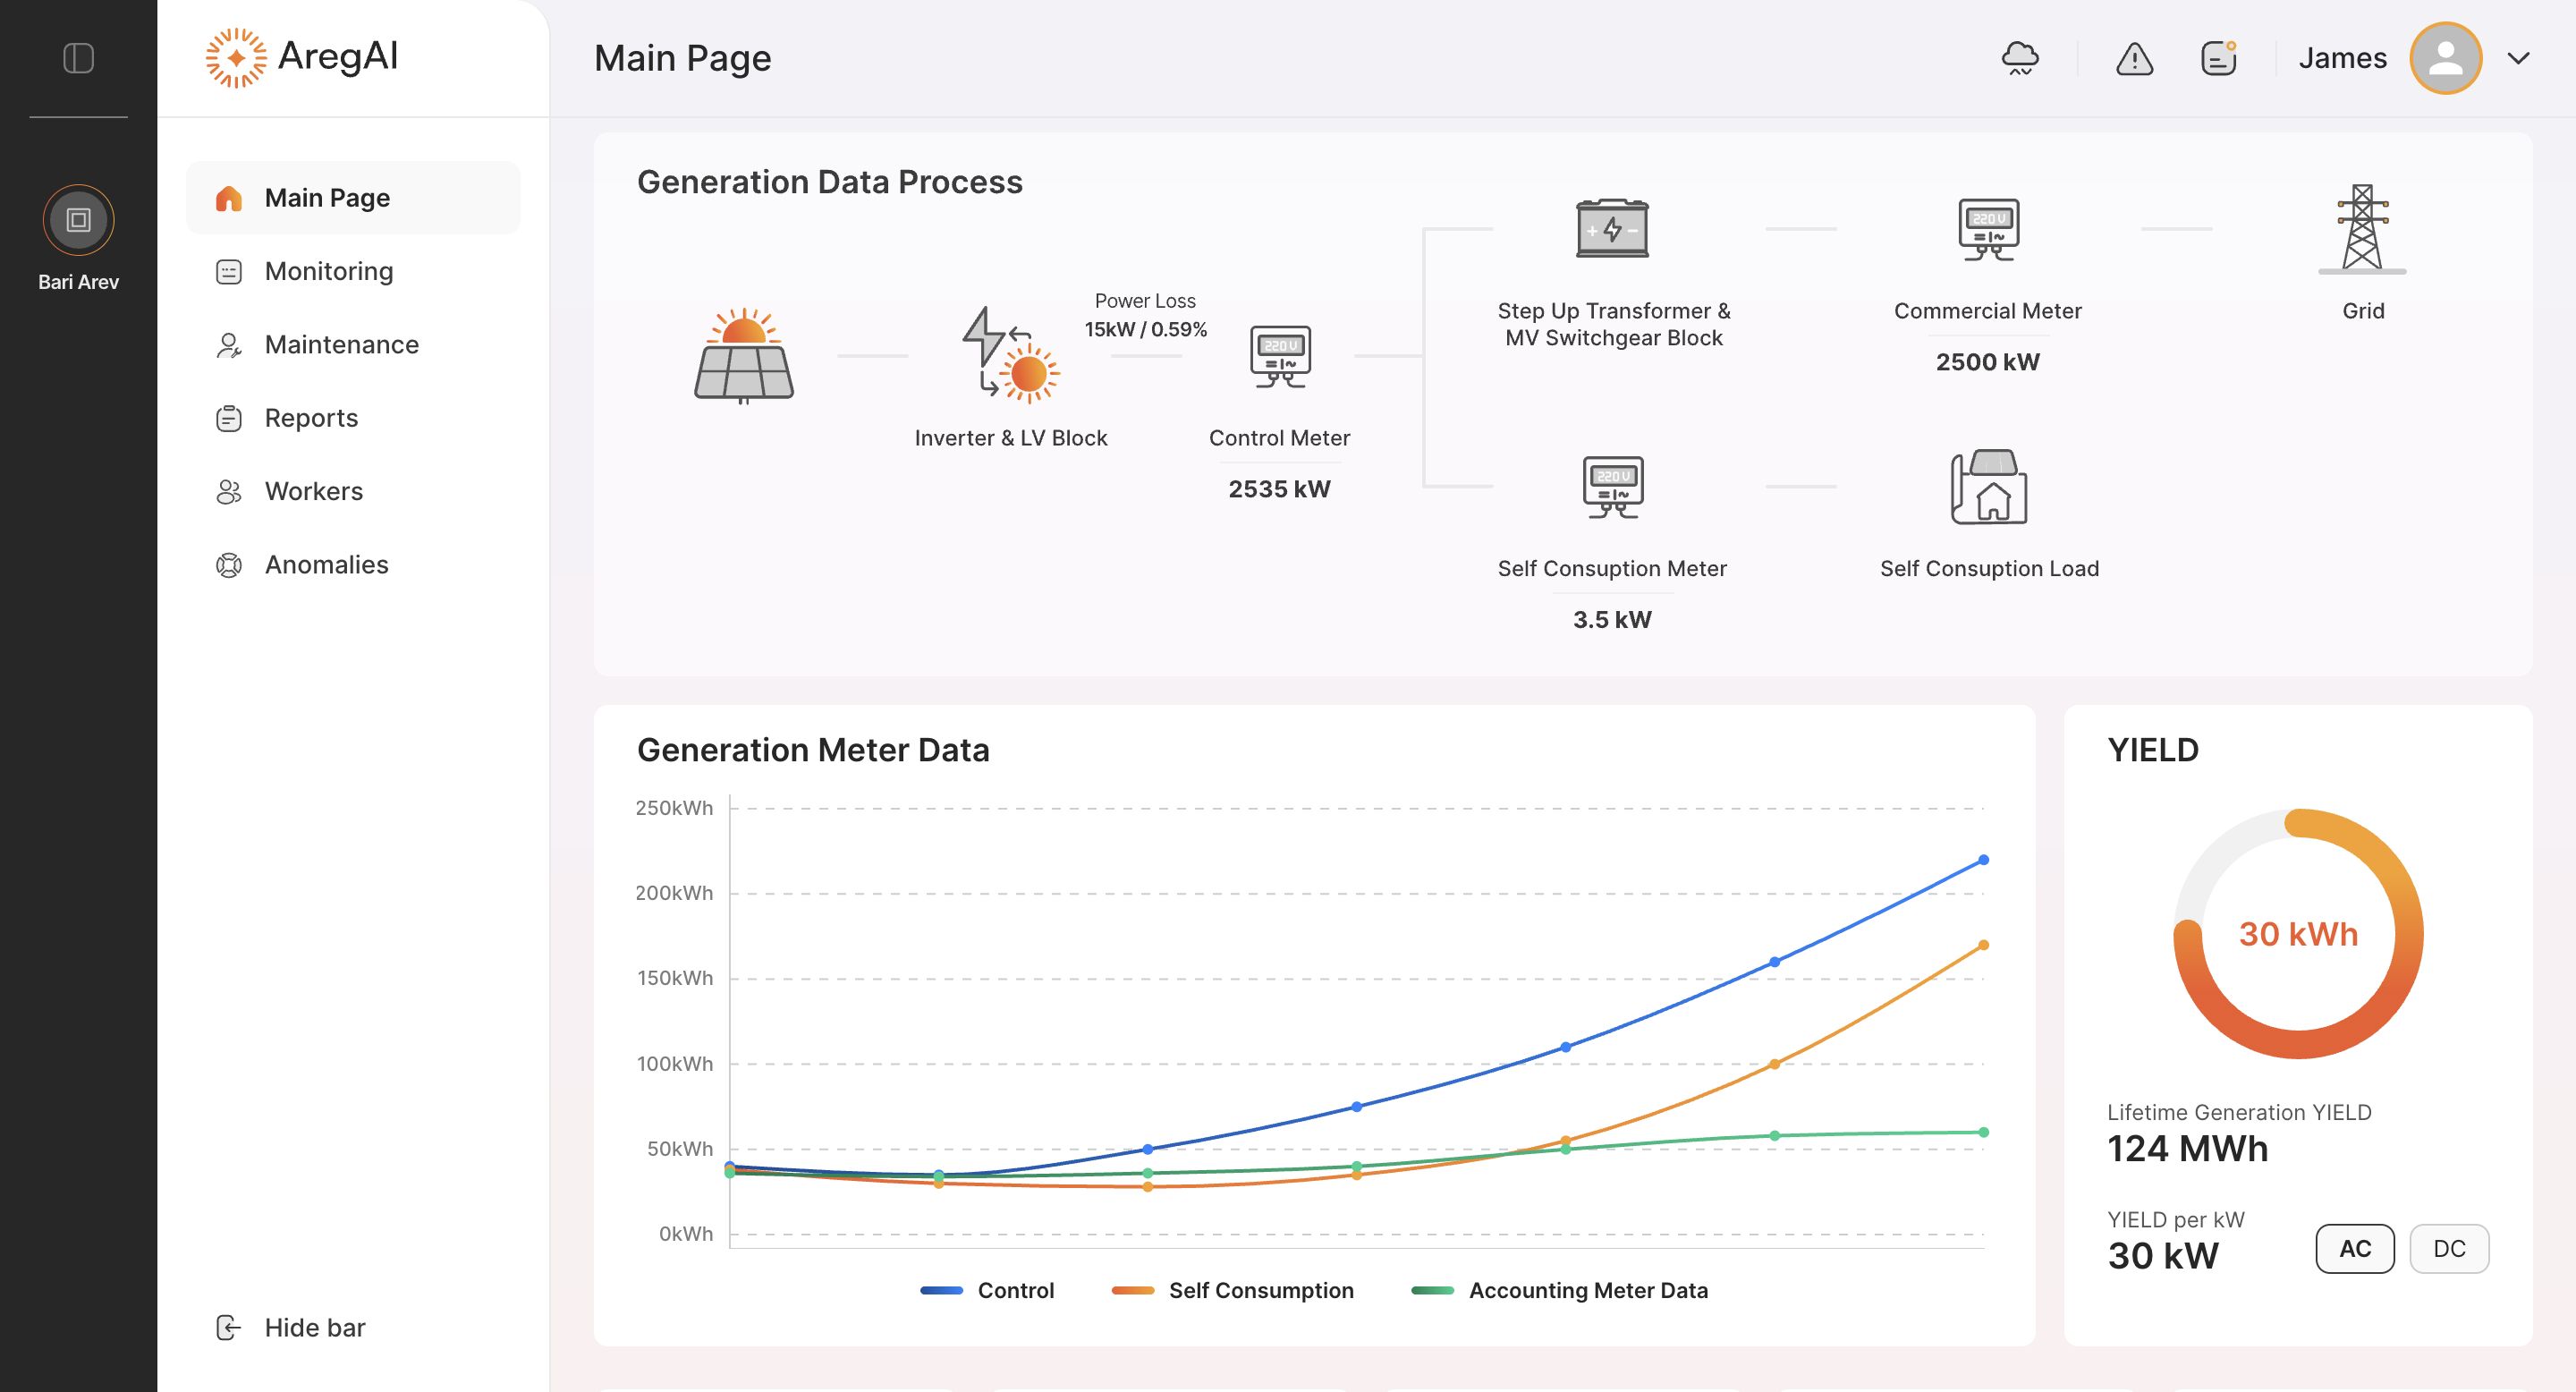 AregAI
Main Page
James
Bari Arev
Main Page
Monitoring
Maintenance
Reports
Workers
Anomalies
Hide bar
Generation Data Process
Inverter & LV Block
Power Loss
15kW / 0.59%
220 V
Control Meter
2535 kW
Step Up Transformer &
MV Switchgear Block
220 V
Commercial Meter
2500 kW
Grid
220 V
Self Consuption Meter
3.5 kW
Self Consuption Load
Generation Meter Data
250kWh
200kWh
150kWh
100kWh
50kWh
0kWh
Control
Self Consumption
Accounting Meter Data
YIELD
30 kWh
Lifetime Generation YIELD
124 MWh
YIELD per kW
30 kW
AC
DC